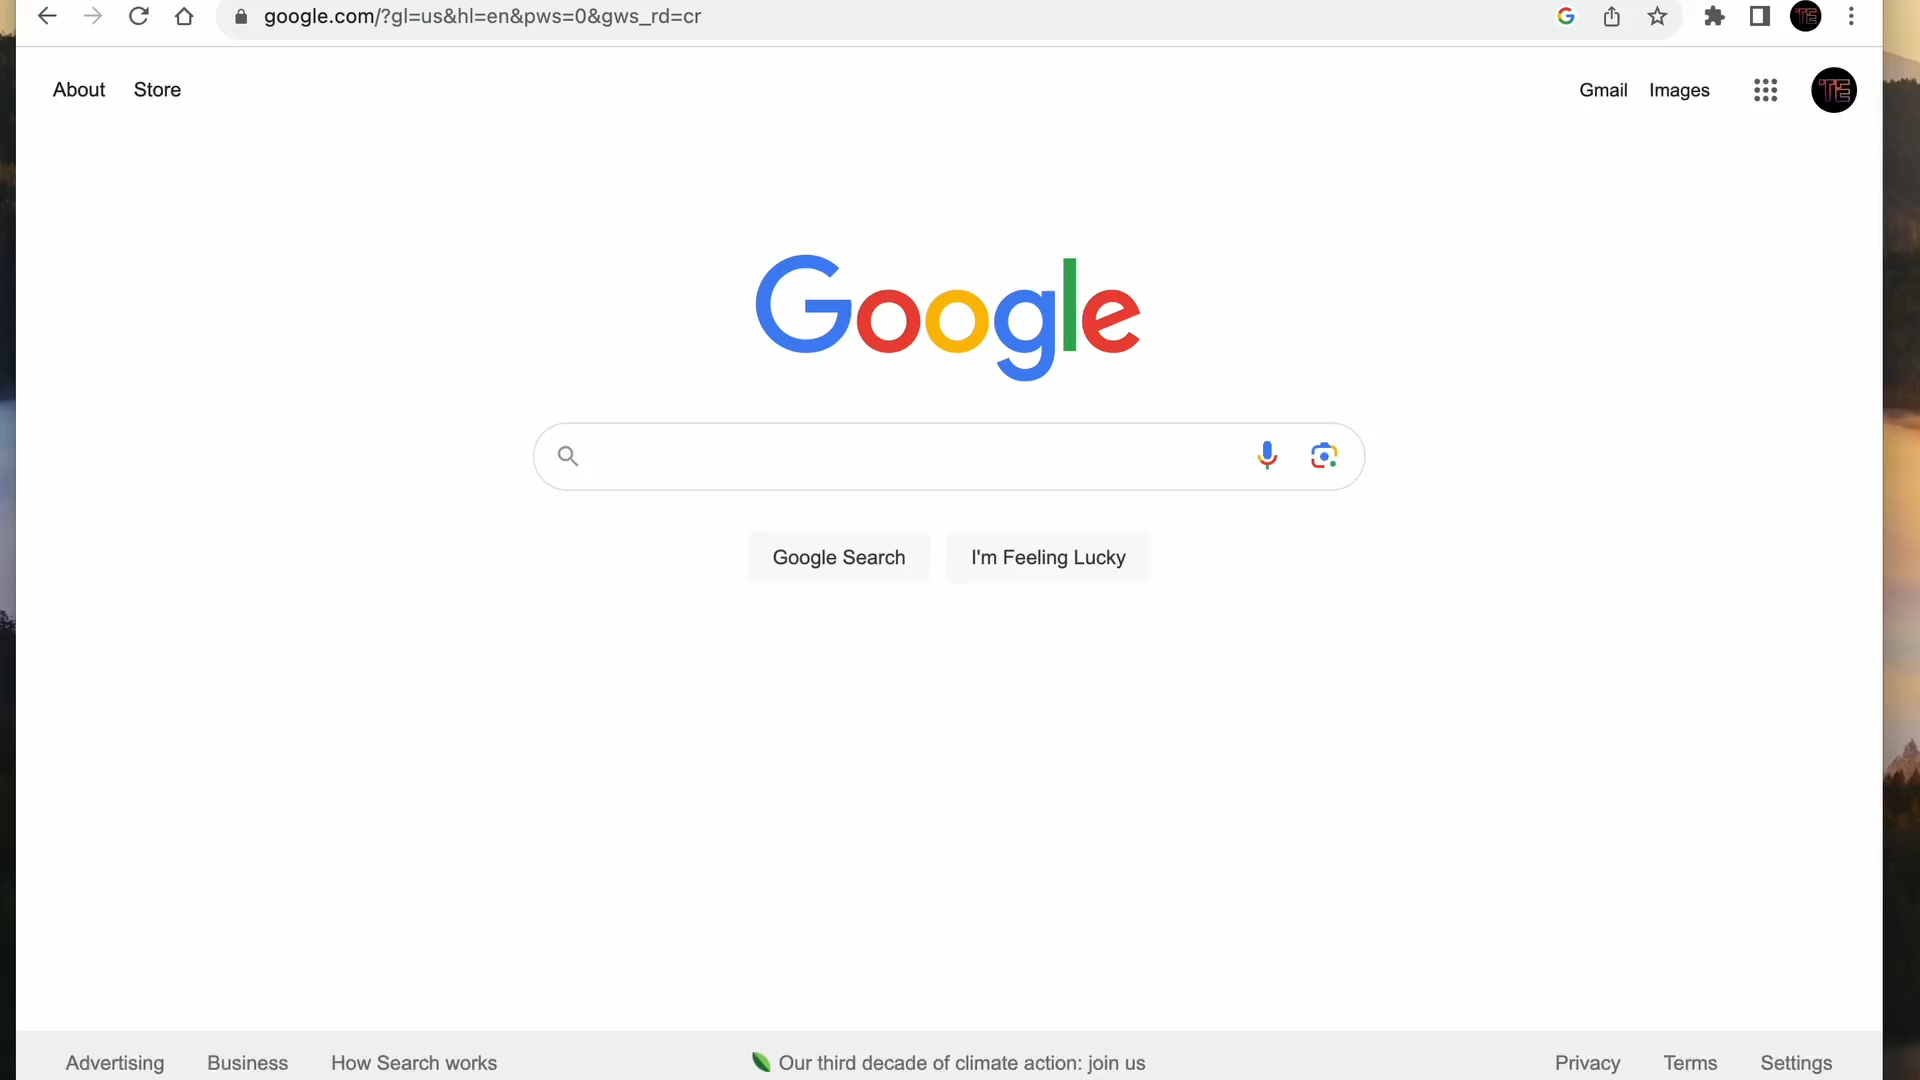 google.com/?gl=us&hl=en&pws=0&gws_rd=cr
About Store Gmail Images
TE
Google
Google Search I'm Feeling Lucky
Advertising Business How Search works Our third decade of climate action: join us Privacy Terms Settings